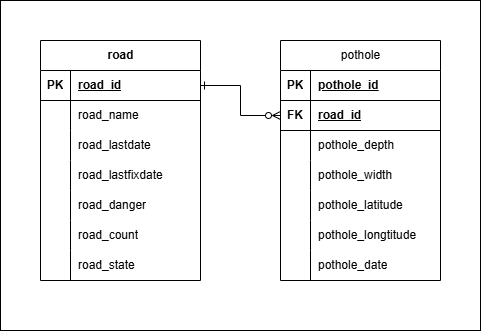 road
PK road_id
road_name
road_lastdate
road_lastfixdate
road_danger
road_count
road_state
pothole
PK pothole_id
FK road_id
pothole_depth
pothole_width
pothole_latitude
pothole_longtitude
pothole_date